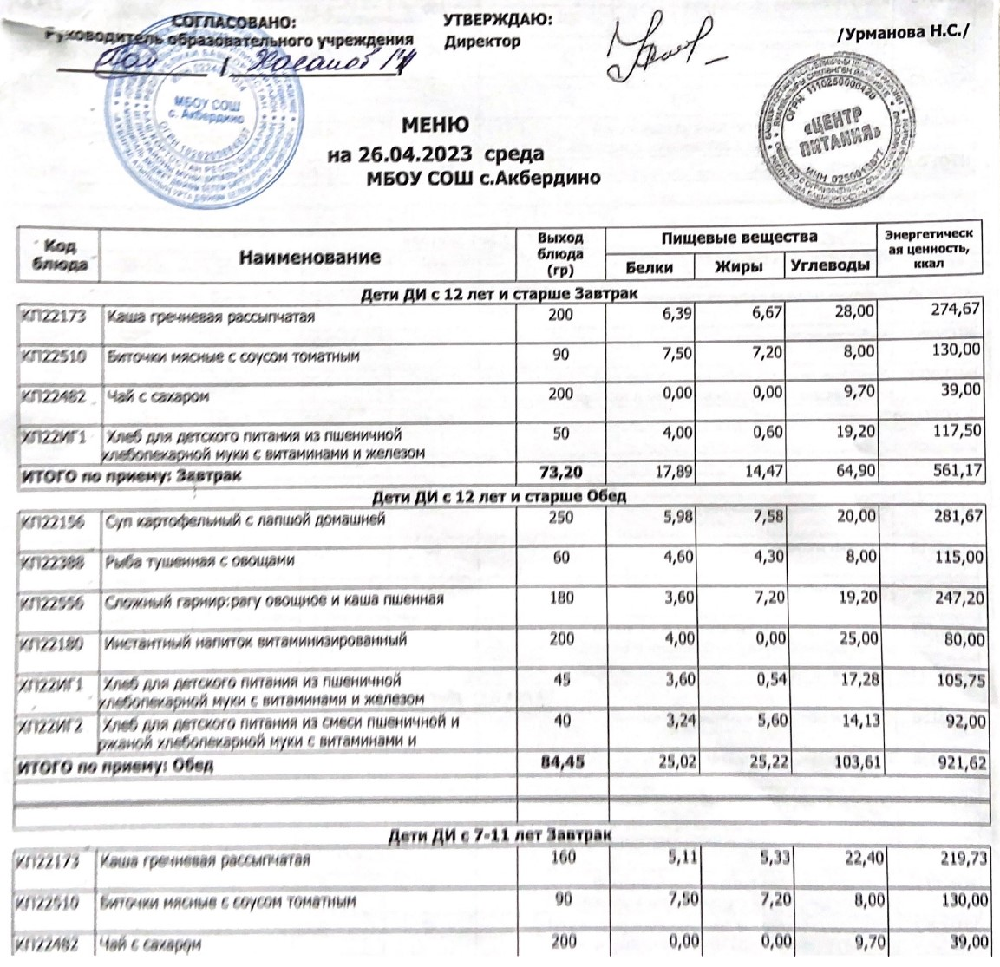 СОГЛАСОВАНО:
Руководитель образовательного учреждения
УТВЕРЖДАЮ:
Директор
/Урманова Н.С./
МБОУ СОШ
с. Акбердино
«ЦЕНТР
ПИТАНИЯ»
МЕНЮ
на 26.04.2023 среда
МБОУ СОШ с.Акбердино
Код блюда Наименование Выход блюда (гр) Пищевые вещества Энергетическ ая ценность, ккал
Белки Жиры Углеводы
Дети ДИ с 12 лет и старше Завтрак
КП22173 Каша гречневая рассыпчатая 200 6,39 6,67 28,00 274,67
КП22510 Биточки мясные с соусом томатным 90 7,50 7,20 8,00 130,00
КП22482 Чай с сахаром 200 0,00 0,00 9,70 39,00
ХП22ИГ1 Хлеб для детского питания из пшеничной 50 4,00 0,60 19,20 117,50
хлебопекарной муки с витаминами и железом
ИТОГО по приему: Завтрак 73,20 17,89 14,47 64,90 561,17
Дети ДИ с 12 лет и старше Обед
КП22156 Суп картофельный с лапшой домашней 250 5,98 7,58 20,00 281,67
КП22388 Рыба тушенная с овощами 60 4,60 4,30 8,00 115,00
КП22556 Сложный гарнир:рагу овощное и каша пшенная 180 3,60 7,20 19,20 247,20
КП22180 Инстантный напиток витаминизированный 200 4,00 0,00 25,00 80,00
ХП22ИГ1 Хлеб для детского питания из пшеничной 45 3,60 0,54 17,28 105,75
хлебопекарной муки с витаминами и железом
ХП22ИГ2 Хлеб для детского питания из смеси пшеничной и 40 3,24 5,60 14,13 92,00
ржаной хлебопекарной муки с витаминами и
ИТОГО по приему: Обед 84,45 25,02 25,22 103,61 921,62
Дети ДИ с 7-11 лет Завтрак
КП22173 Каша гречневая рассыпчатая 160 5,11 5,33 22,40 219,73
КП22510 Биточки мясные с соусом томатным 90 7,50 7,20 8,00 130,00
КП22482 Чай с сахаром 200 0,00 0,00 9,70 39,00